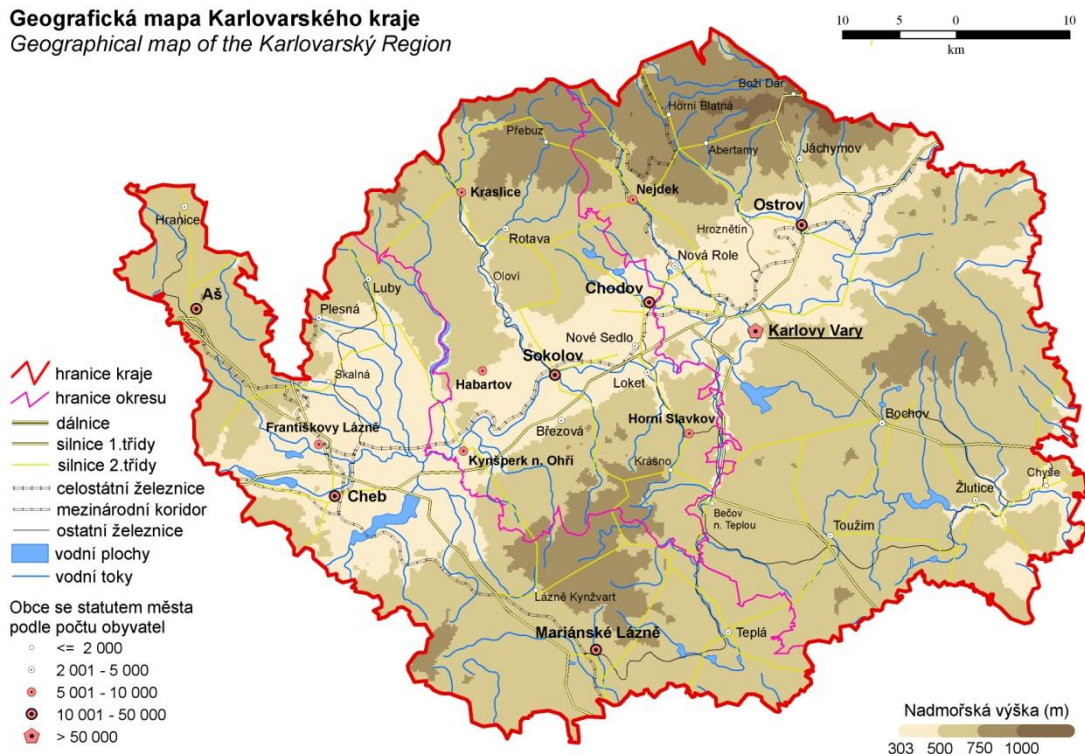 Geografická mapa Karlovarského kraje
Geographical map of the Karlovarský Region
10 5 0 10
km
Boží Dar
Horní Blatná
Přebuz
Abertamy
Jáchymov
Kraslice
Nejdek
Ostrov
Hranice
Hroznětín
Rotava
Nová Role
Oloví
Luby
Chodov
Aš
Plesná
Karlovy Vary
Nové Sedlo
Sokolov
hranice kraje
Skalná
Habartov
Loket
hranice okresu
Bochov
dálnice
Františkovy Lázně
Březová
Horní Slavkov
silnice 1.třídy
silnice 2.třídy
Kynšperk n. Ohří
Krásno
Chyše
celostátní železnice
Žlutice
mezinárodní koridor
Cheb
Bečov
n. Teplou
Toužim
ostatní železnice
vodní plochy
vodní toky
Lázně Kynžvart
Obce se statutem města
podle počtu obyvatel
Mariánské Lázně
Teplá
<= 2 000
2 001 - 5 000
5 001 - 10 000
10 001 - 50 000
> 50 000
Nadmořská výška (m)
303 500 750 1000